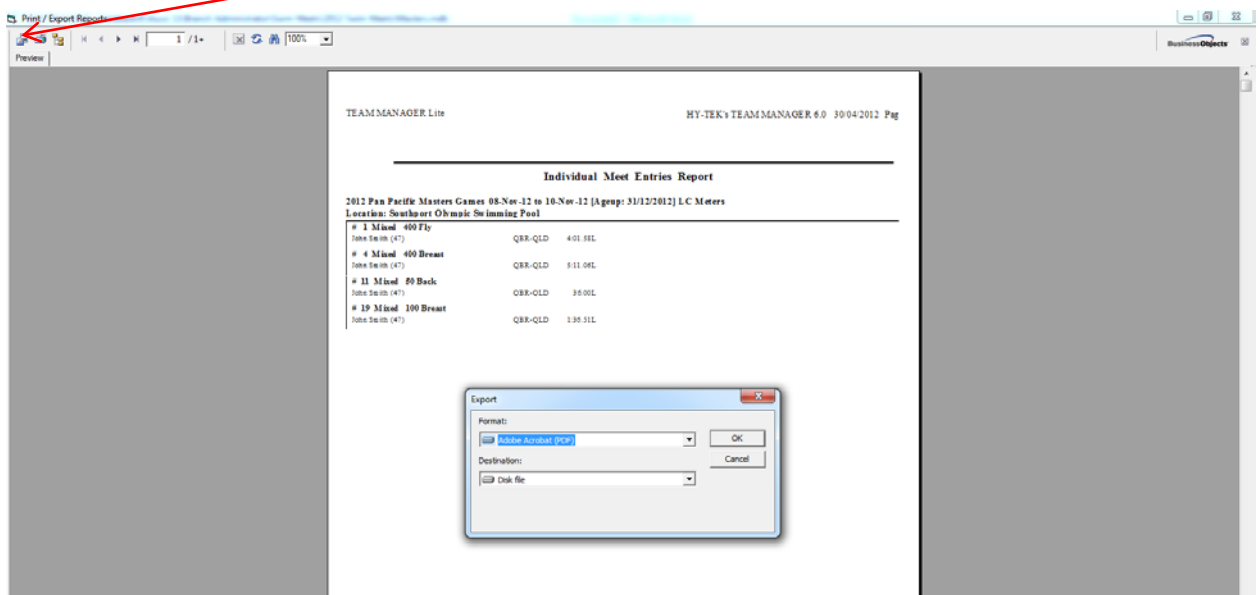 Print / Export Reports
1 /1+
100%
BusinessObjects
Preview
TEAM MANAGER Lite HY-TEK's TEAM MANAGER 6.0 30/04/2012 Pag
Individual Meet Entries Report
2012 Pan Pacific Masters Games 08-Nov-12 to 10-Nov-12 [Ageup: 31/12/2012] LC Meters
Location: Southport Olympic Swimming Pool
# 1 Mixed 400 Fly
John Smith (47) QBR-QLD 4:01.58L
# 4 Mixed 400 Breast
John Smith (47) QBR-QLD 5:11.06L
# 11 Mixed 50 Back
John Smith (47) QBR-QLD 36.00L
# 19 Mixed 100 Breast
John Smith (47) QBR-QLD 1:36.31L
Export
Format:
Adobe Acrobat (PDF)
OK
Destination:
Cancel
Disk file